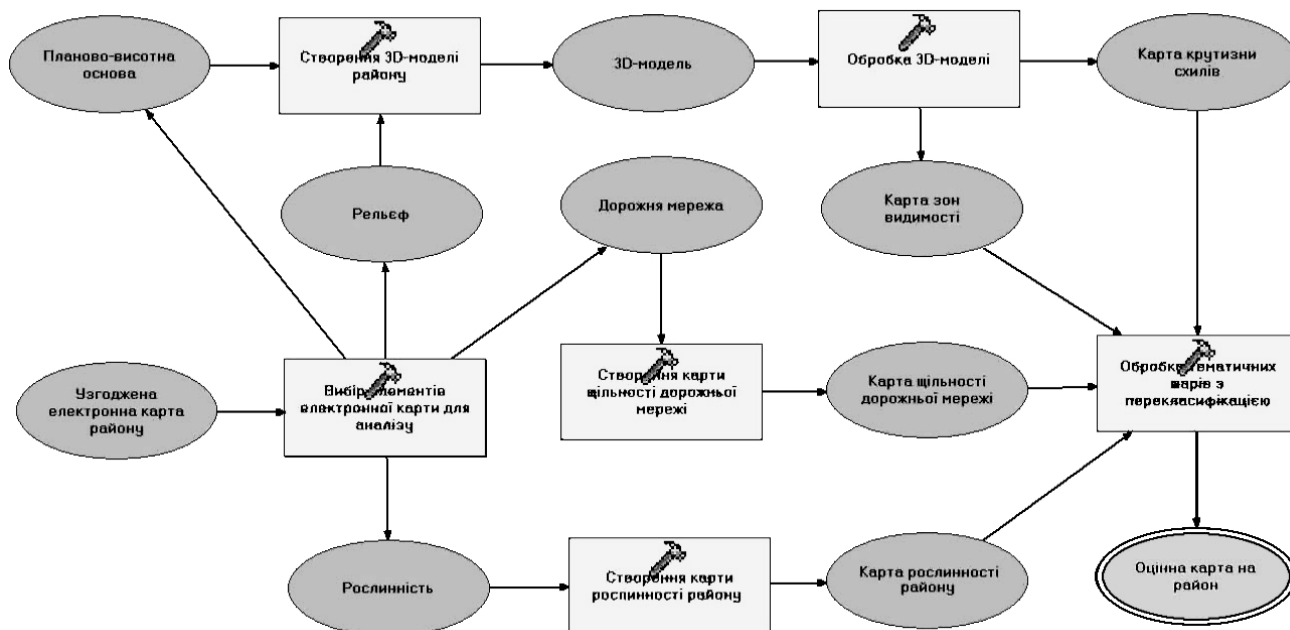 Планово-висотна
основа
Створення 3D-моделі
району
3D-модель
Обробка 3D-моделі
Карта крутизни
схилів
Рельєф
Дорожня мережа
Карта зон
видимості
Узгоджена
електронна карта
району
Вибір елементів
електронної карти для
аналізу
Створення карти
щільності дорожньої
мережі
Карта щільності
дорожньої мережі
Обробка тематичних
шарів з
перекласифікацією
Рослинність
Створення карти
рослинності району
Карта рослинності
району
Оцінна карта на
район